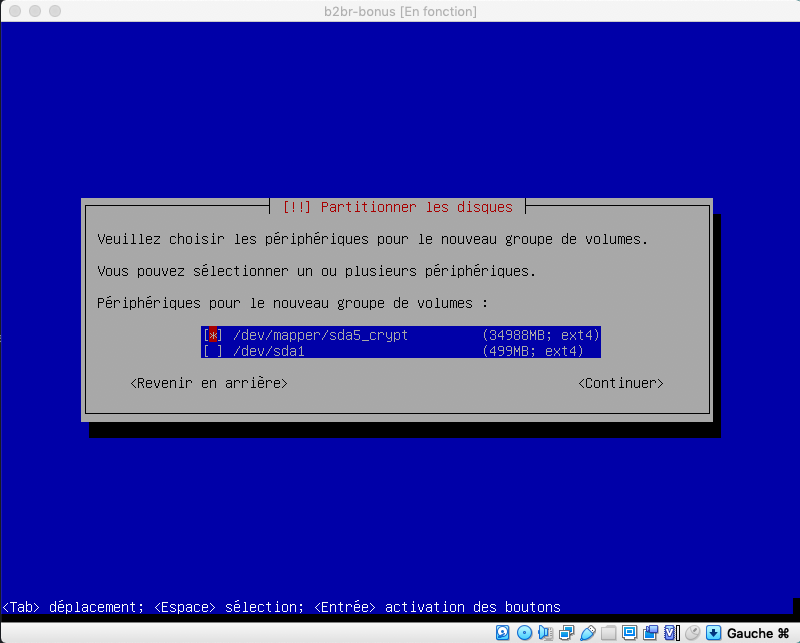 b2br-bonus [En fonction]
[!!] Partitionner les disques
Veuillez choisir les périphériques pour le nouveau groupe de volumes.
Vous pouvez sélectionner un ou plusieurs périphériques.
Périphériques pour le nouveau groupe de volumes :
[*] /dev/mapper/sda5_crypt (34988MB; ext4)
[ ] /dev/sda1 (499MB; ext4)
<Revenir en arrière> <Continuer>
<Tab> déplacement; <Espace> sélection; <Entrée> activation des boutons
Gauche ⌘